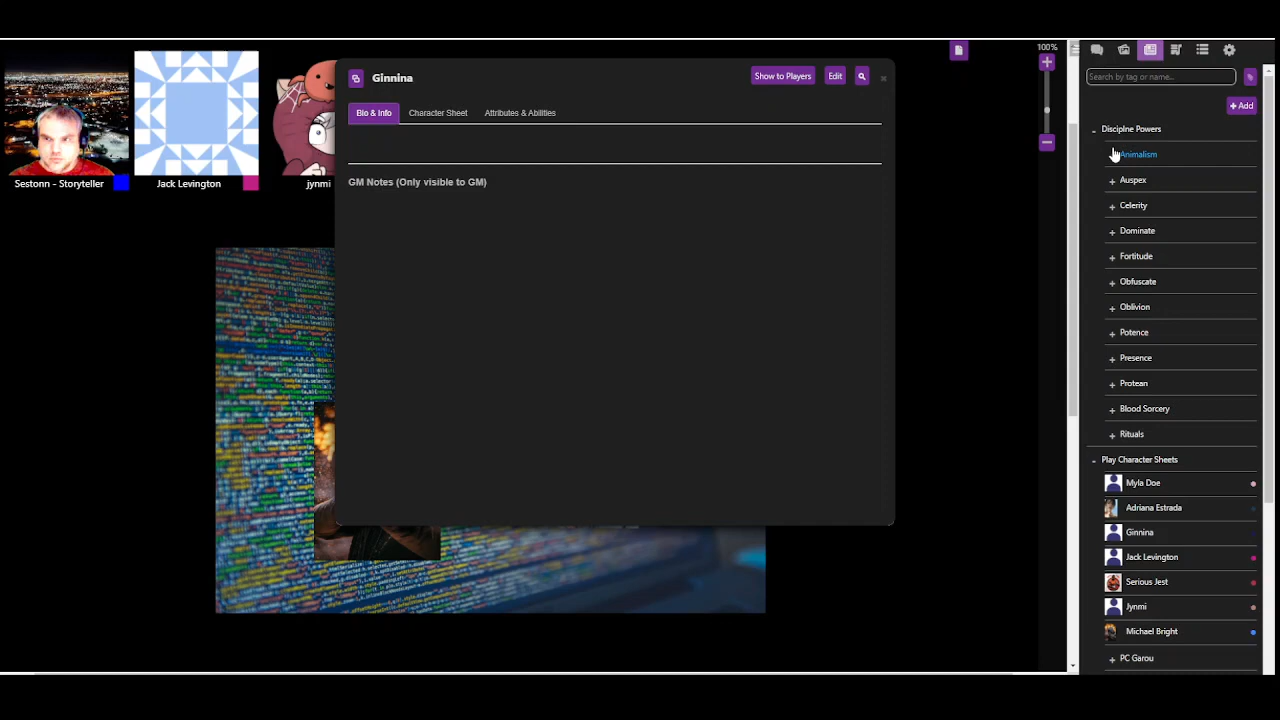 100%
Sestonn - Storyteller
Jack Levington
jynmi
Ginnina
Show to Players
Edit
Bio & Info
Character Sheet
Attributes & Abilities
GM Notes (Only visible to GM)
Search by tag or name...
+ Add
Discipne Powers
Animalism
Auspex
Celerity
Dominate
Fortitude
Obfuscate
Oblivion
Potence
Presence
Protean
Blood Sorcery
Rituals
Play Character Sheets
Myla Doe
Adriana Estrada
Ginnina
Jack Levington
Serious Jest
Jynmi
Michael Bright
PC Garou